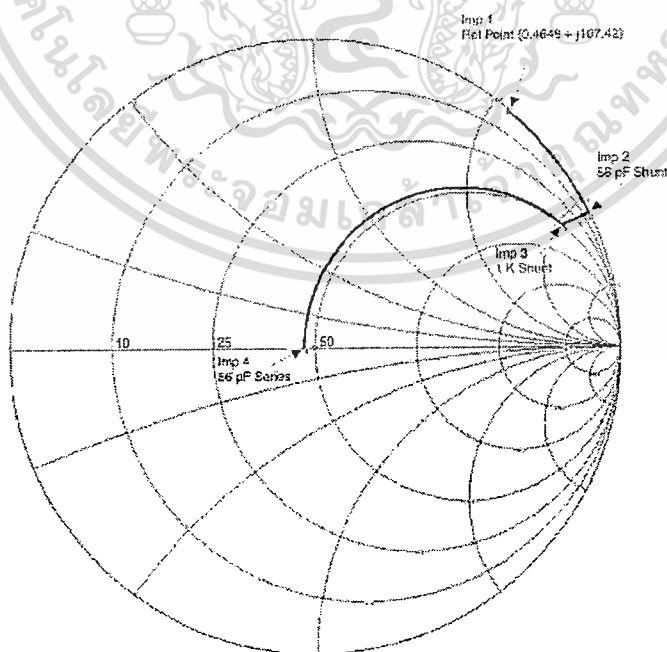 Imp 1
Ref Point (0.4649 + j107.42)
Imp 2
56 pF Shunt
Imp 3
1 K Shunt
10
25
50
Imp 4
56 pF Series